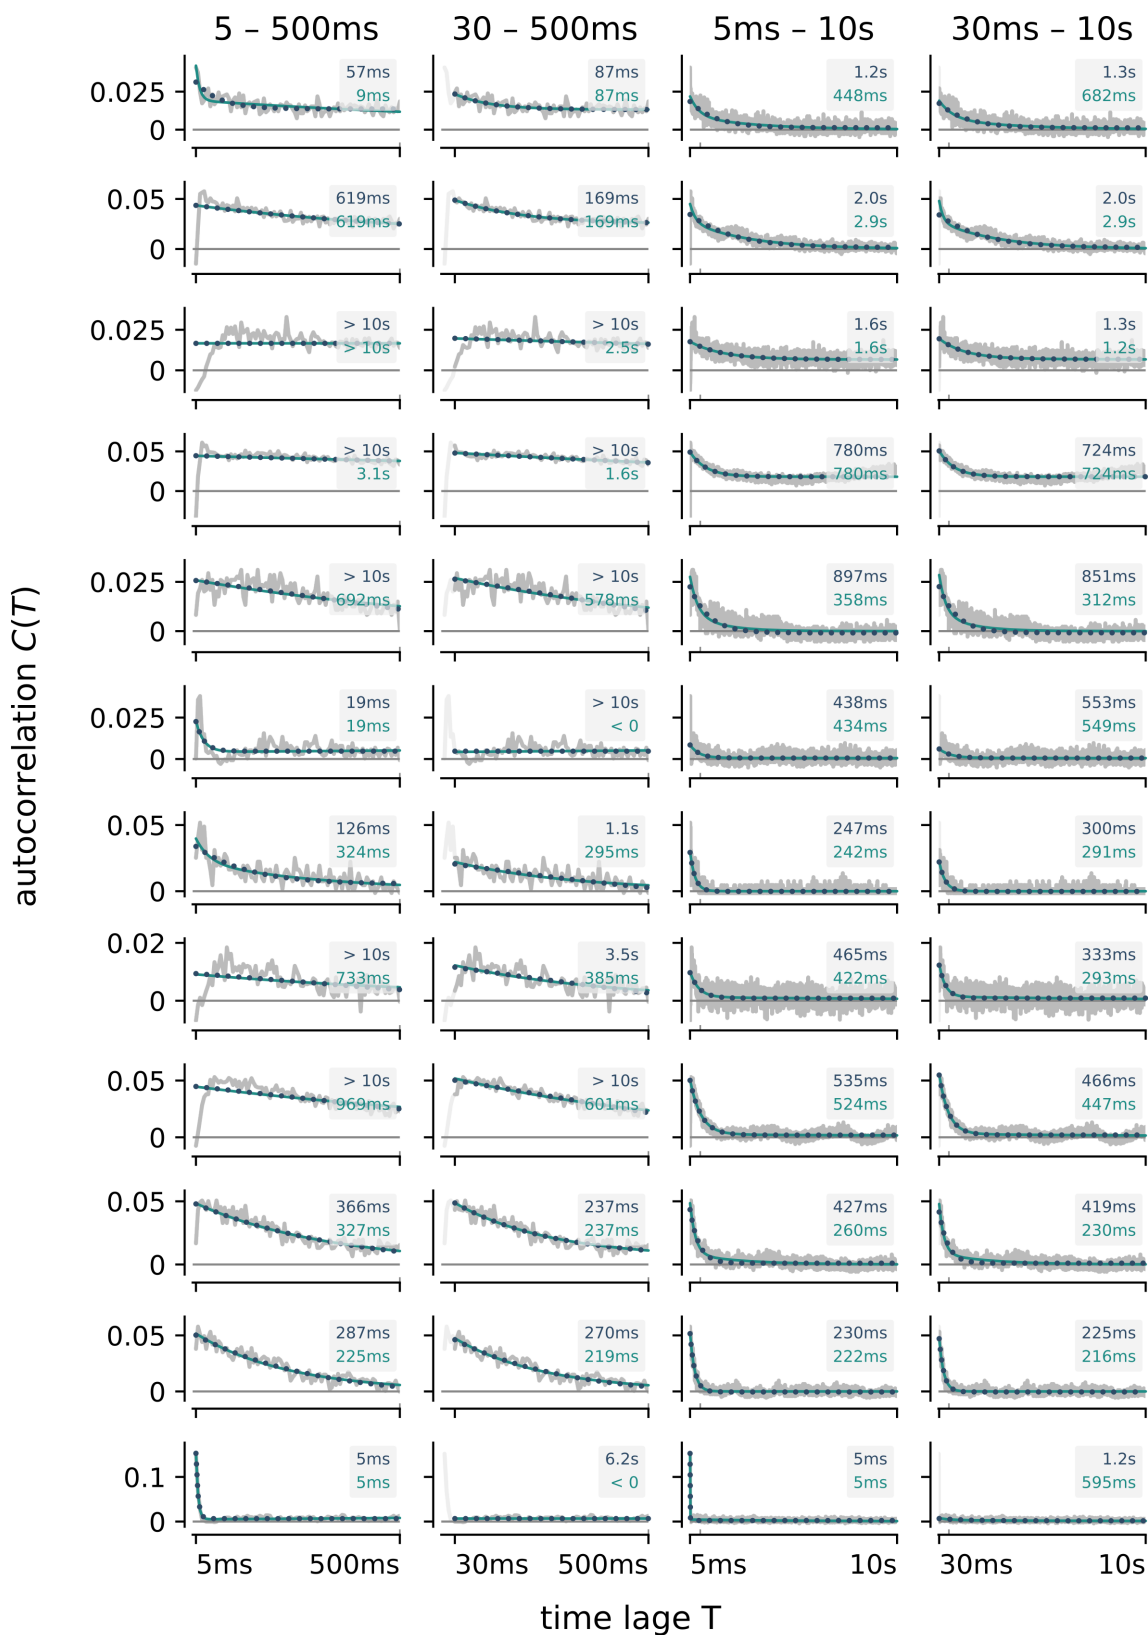 5 – 500ms 30 – 500ms 5ms – 10s 30ms – 10s
autocorrelation C(T)
0.025
0
57ms
9ms
87ms
87ms
1.2s
448ms
1.3s
682ms
0.05
0
619ms
619ms
169ms
169ms
2.0s
2.9s
2.0s
2.9s
0.025
0
> 10s
> 10s
> 10s
2.5s
1.6s
1.6s
1.3s
1.2s
0.05
0
> 10s
3.1s
> 10s
1.6s
780ms
780ms
724ms
724ms
0.025
0
> 10s
692ms
> 10s
578ms
897ms
358ms
851ms
312ms
0.025
0
19ms
19ms
> 10s
< 0
438ms
434ms
553ms
549ms
0.05
0
126ms
324ms
1.1s
295ms
247ms
242ms
300ms
291ms
0.02
0
> 10s
733ms
3.5s
385ms
465ms
422ms
333ms
293ms
0.05
0
> 10s
969ms
> 10s
601ms
535ms
524ms
466ms
447ms
0.05
0
366ms
327ms
237ms
237ms
427ms
260ms
419ms
230ms
0.05
0
287ms
225ms
270ms
219ms
230ms
222ms
225ms
216ms
0.1
0
5ms
5ms
6.2s
< 0
5ms
5ms
1.2s
595ms
5ms 500ms 30ms 500ms 5ms 10s 30ms 10s
time lage T